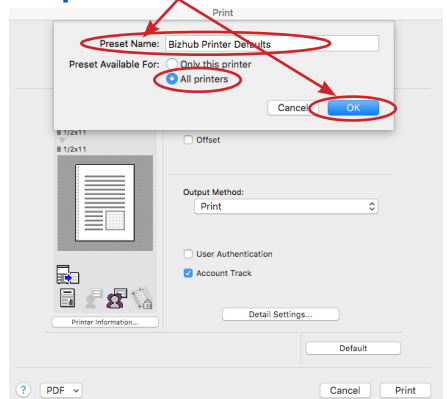 Print
Preset Name: Bizhub Printer Defaults
Preset Available For: Only this printer
All printers
Cancel OK
8 1/2x11
8 1/2x11
Offset
Output Method:
Print
User Authentication
Account Track
Printer Information...
Detail Settings...
Default
? PDF Cancel Print